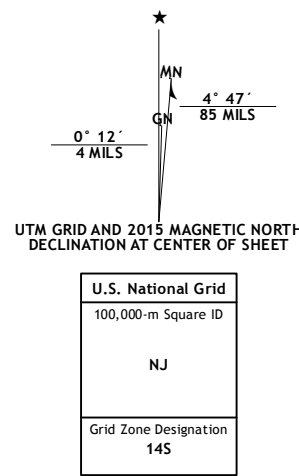 ★
MN
4° 47´
85 MILS
GN
0° 12´
4 MILS
UTM GRID AND 2015 MAGNETIC NORTH
DECLINATION AT CENTER OF SHEET
U.S. National Grid
100,000-m Square ID
NJ
Grid Zone Designation
14S